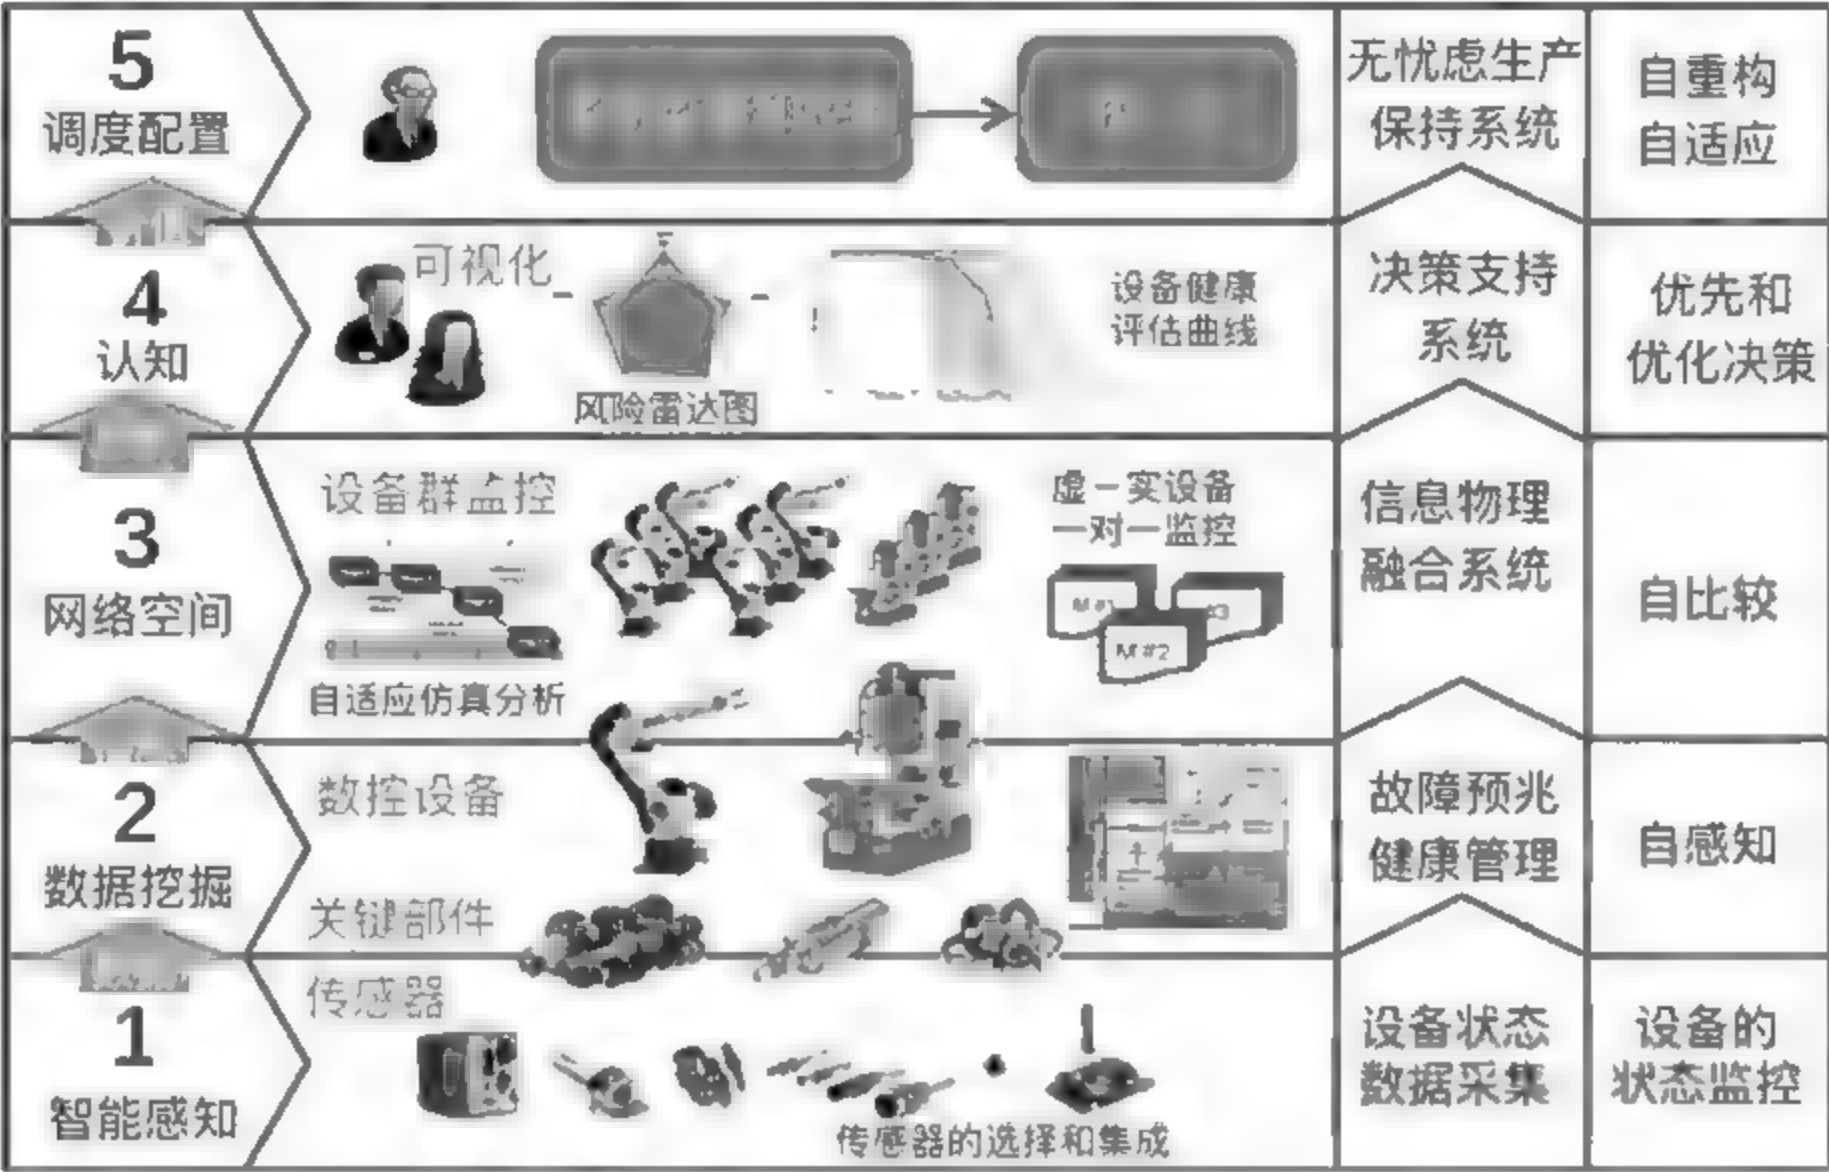 5
调度配置
无忧虑生产
保持系统
自重构
自适应
4
认知
可视化
风险雷达图
设备健康
评估曲线
决策支持
系统
优先和
优化决策
3
网络空间
设备群监控
自适应仿真分析
虚一实设备
一对一监控
M#1
M#2
#3
信息物理
融合系统
自比较
2
数据挖掘
数控设备
关键部件
故障预兆
健康管理
自感知
1
智能感知
传感器
传感器的选择和集成
设备状态
数据采集
设备的
状态监控